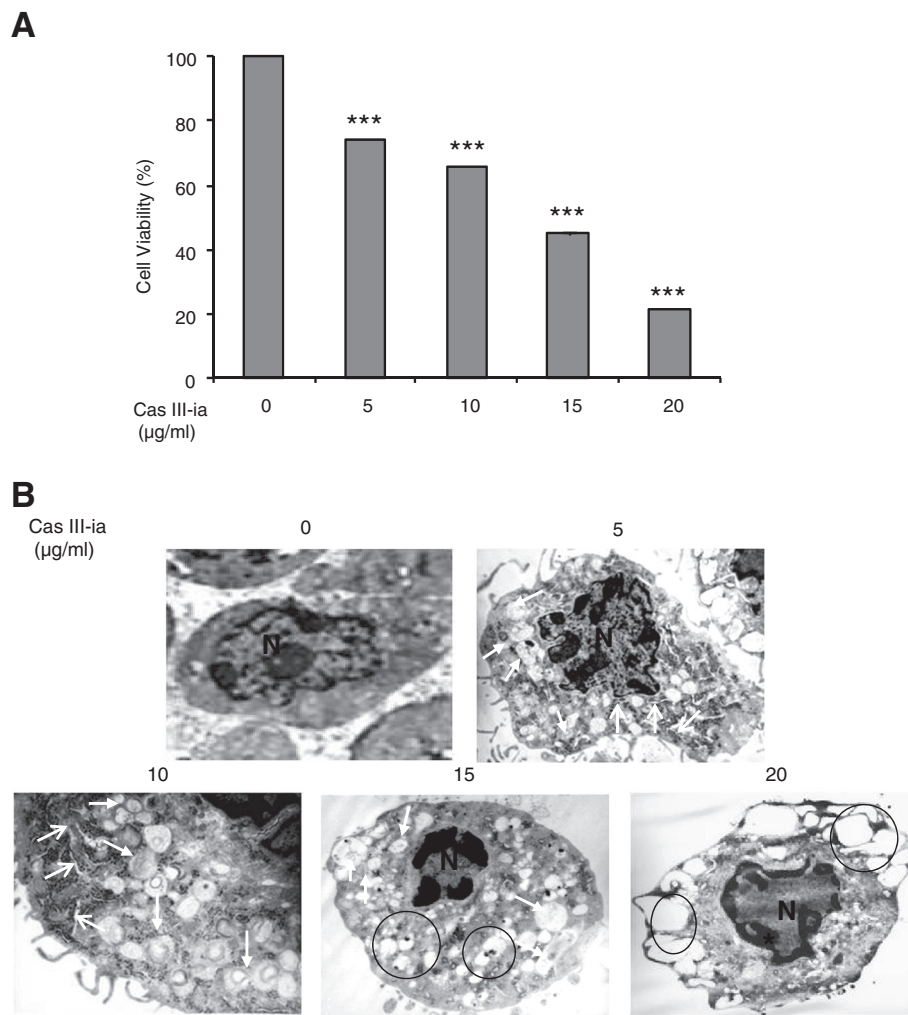 A
100
80
60
40
20
0
Cell Viability (%)
***
***
***
***
Cas III-ia
(µg/ml)
0 5 10 15 20
B
Cas III-ia
(µg/ml)
0 5
N N
10 15 20
N N
*